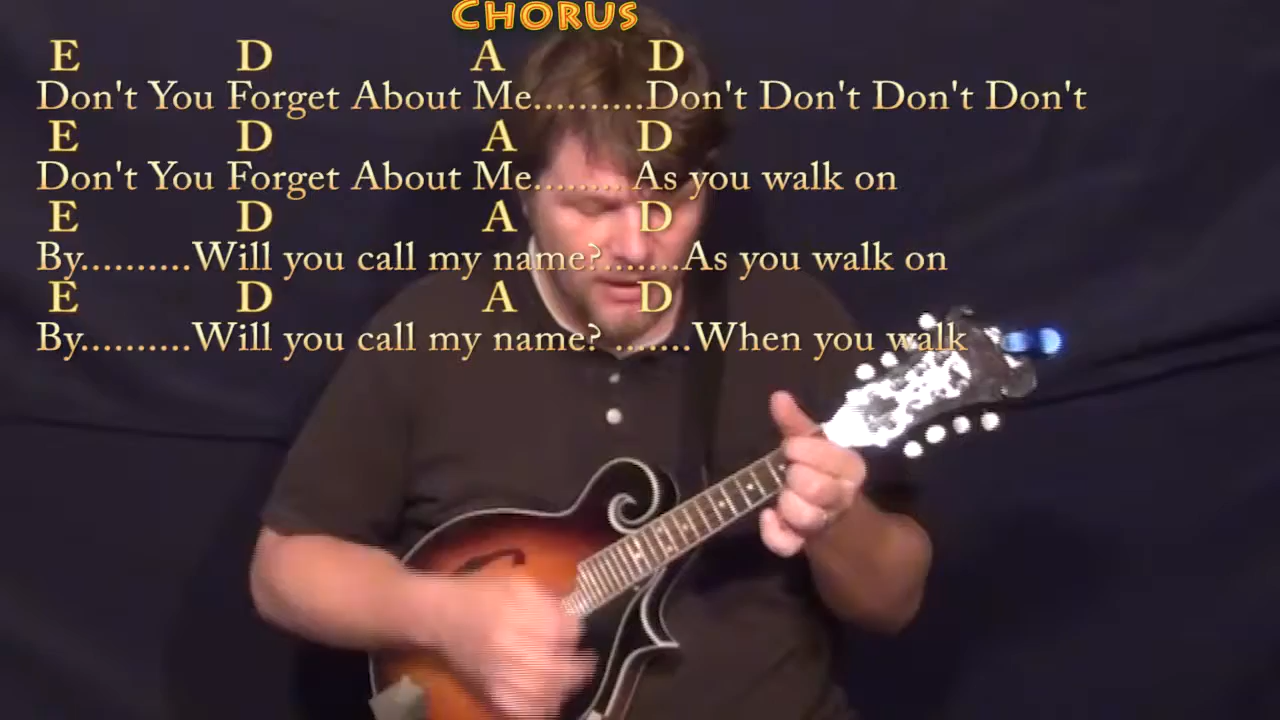 CHORUS
E D A D
Don't You Forget About Me..........Don't Don't Don't Don't
E D A D
Don't You Forget About Me........ As you walk on
E D A D
By..........Will you call my name?.......As you walk on
E D A D
By..........Will you call my name? .......When you walk